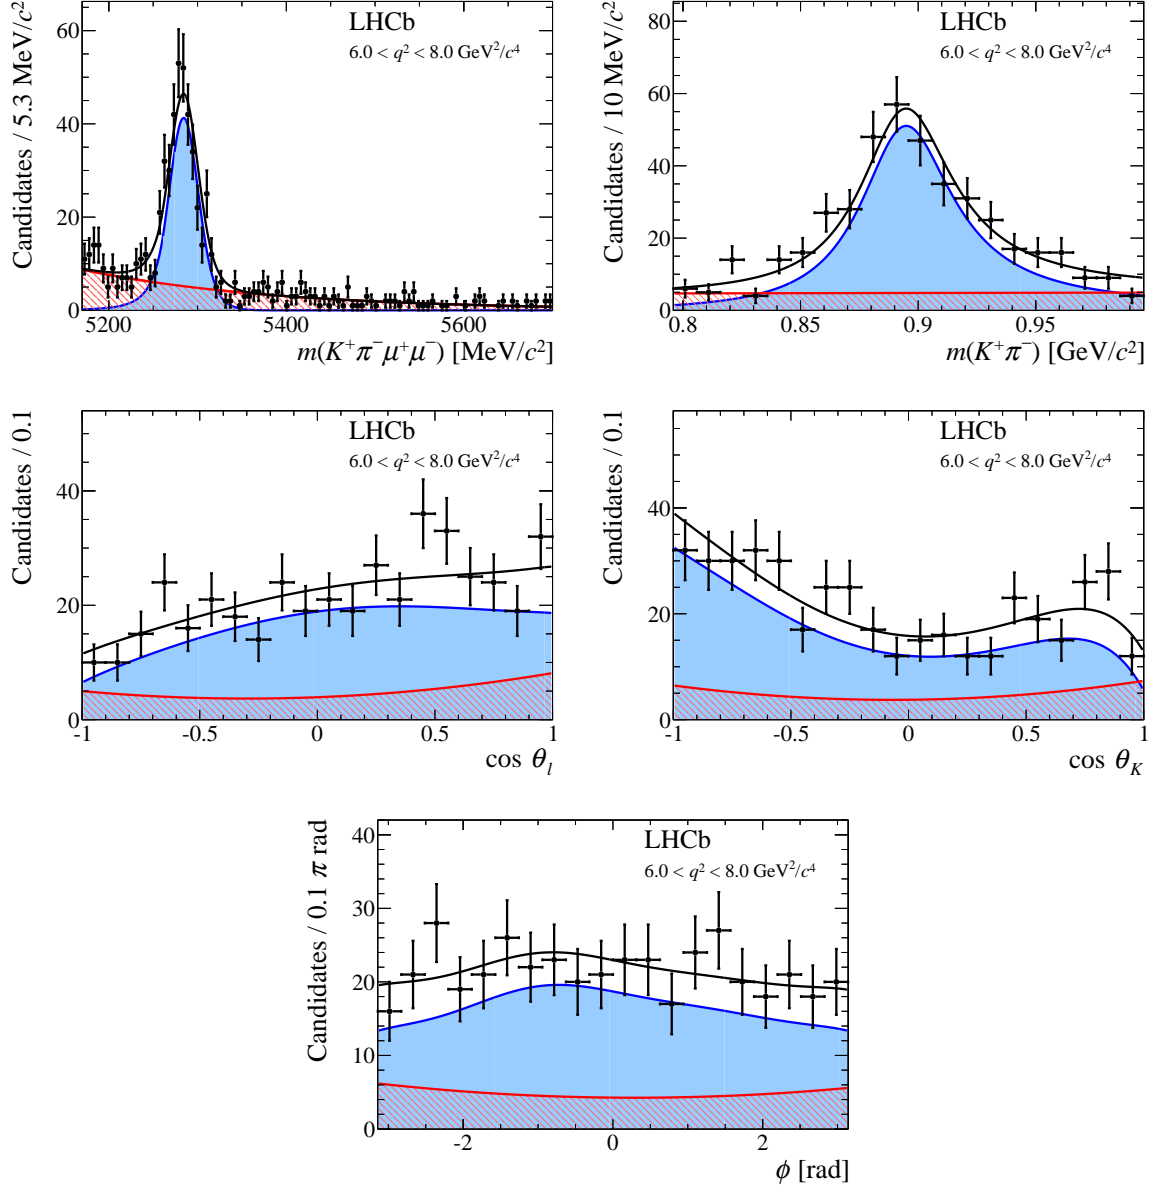 Candidates / 5.3 MeV/c²
60
40
20
0
LHCb
6.0 < q² < 8.0 GeV²/c⁴
5200 5400 5600
m(K⁺π⁻μ⁺μ⁻) [MeV/c²]
Candidates / 10 MeV/c²
80
60
40
20
0
LHCb
6.0 < q² < 8.0 GeV²/c⁴
0.8 0.85 0.9 0.95
m(K⁺π⁻) [GeV/c²]
Candidates / 0.1
40
20
0
LHCb
6.0 < q² < 8.0 GeV²/c⁴
-1 -0.5 0 0.5 1
cos θ_l
Candidates / 0.1
40
20
0
LHCb
6.0 < q² < 8.0 GeV²/c⁴
-1 -0.5 0 0.5 1
cos θ_K
Candidates / 0.1 π rad
40
30
20
10
0
LHCb
6.0 < q² < 8.0 GeV²/c⁴
-2 0 2
ϕ [rad]